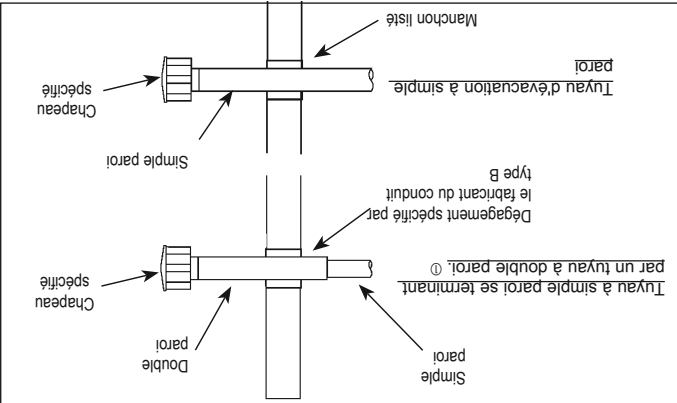 Simple
paroi
Double
paroi
Chapeau
spécifié
Tuyau à simple paroi se terminant
par un tuyau à double paroi. ①
Dégagement spécifié par
le fabricant du conduit
type B
Simple paroi
Chapeau
spécifié
Tuyau d'évacuation à simple
paroi
Manchon listé